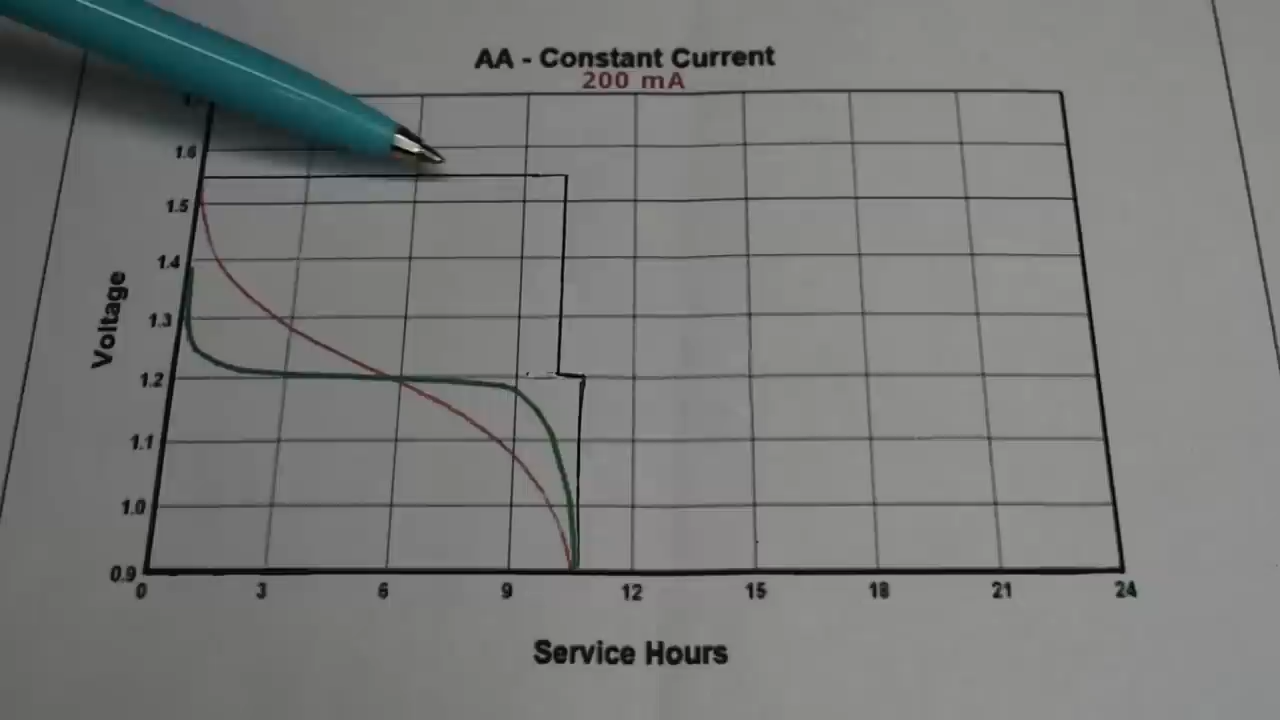 AA - Constant Current
200 mA
1.6
1.5
1.4
1.3
1.2
1.1
1.0
0.9
Voltage
0 3 6 9 12 15 18 21 24
Service Hours